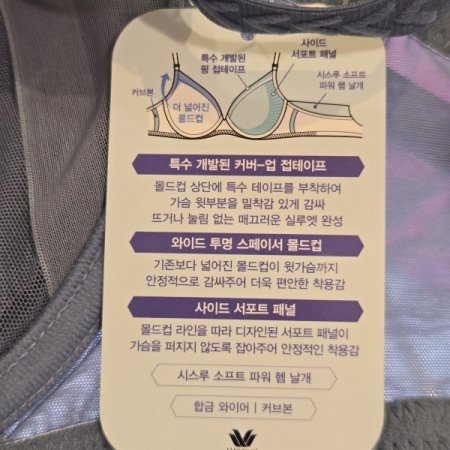 특수 개발된
핑 접테이프
사이드
서포트 패널
시스루 소프트
파워 헴 날개
커브본
더 넓어진
몰드컵
특수 개발된 커버-업 접테이프
몰드컵 상단에 특수 테이프를 부착하여
가슴 윗부분을 밀착감 있게 감싸
뜨거나 눌림 없는 매끄러운 실루엣 완성
와이드 투명 스페이서 몰드컵
기존보다 넓어진 몰드컵이 윗가슴까지
안정적으로 감싸주어 더욱 편안한 착용감
사이드 서포트 패널
몰드컵 라인을 따라 디자인된 서포트 패널이
가슴을 퍼지지 않도록 잡아주어 안정적인 착용감
시스루 소프트 파워 헴 날개
합금 와이어 | 커브본